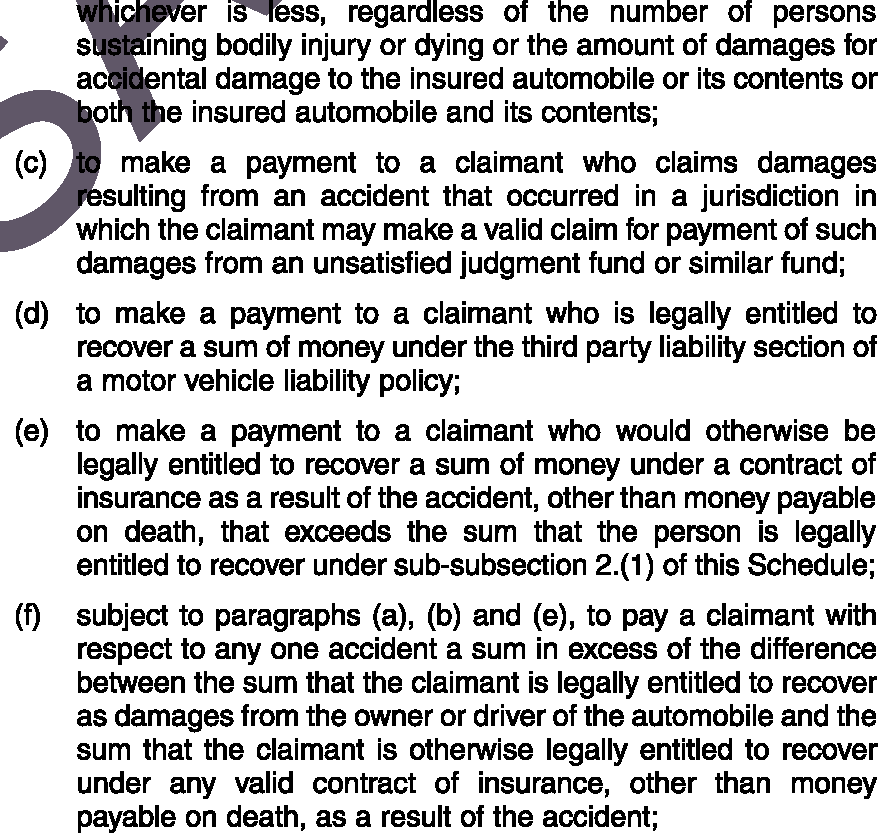 whichever is less, regardless of the number of persons
sustaining bodily injury or dying or the amount of damages for
accidental damage to the insured automobile or its contents or
both the insured automobile and its contents;
(c) to make a payment to a claimant who claims damages
resulting from an accident that occurred in a jurisdiction in
which the claimant may make a valid claim for payment of such
damages from an unsatisfied judgment fund or similar fund;
(d) to make a payment to a claimant who is legally entitled to
recover a sum of money under the third party liability section of
a motor vehicle liability policy;
(e) to make a payment to a claimant who would otherwise be
legally entitled to recover a sum of money under a contract of
insurance as a result of the accident, other than money payable
on death, that exceeds the sum that the person is legally
entitled to recover under sub-subsection 2.(1) of this Schedule;
(f) subject to paragraphs (a), (b) and (e), to pay a claimant with
respect to any one accident a sum in excess of the difference
between the sum that the claimant is legally entitled to recover
as damages from the owner or driver of the automobile and the
sum that the claimant is otherwise legally entitled to recover
under any valid contract of insurance, other than money
payable on death, as a result of the accident;